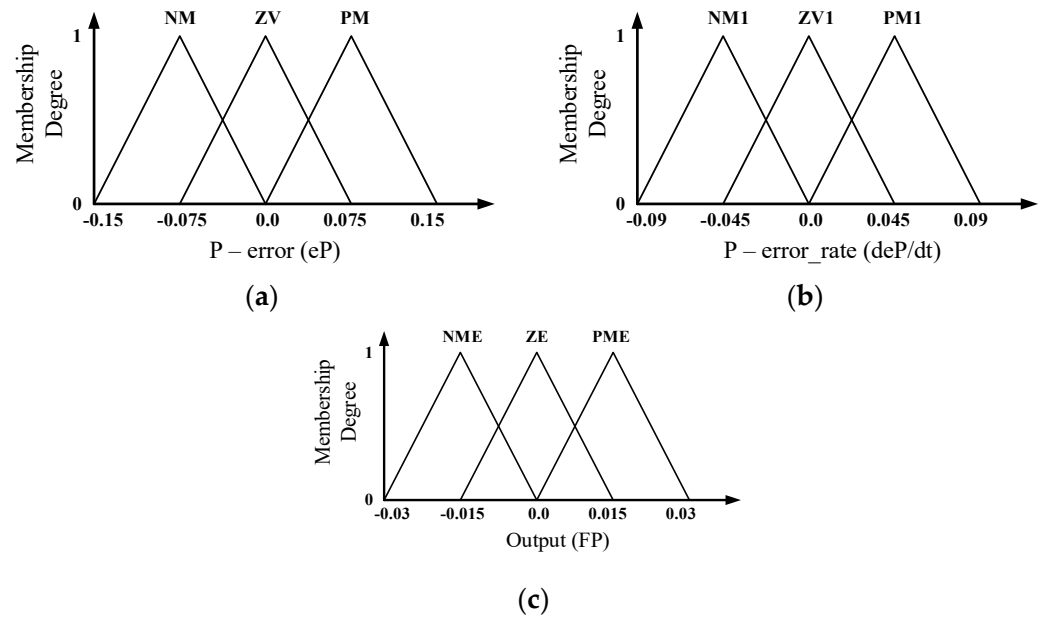 NM ZV PM
1
Membership
Degree
0
-0.15 -0.075 0.0 0.075 0.15
P – error (eP)
(a)
NM1 ZV1 PM1
1
Membership
Degree
0
-0.09 -0.045 0.0 0.045 0.09
P – error_rate (deP/dt)
(b)
NME ZE PME
1
Membership
Degree
0
-0.03 -0.015 0.0 0.015 0.03
Output (FP)
(c)